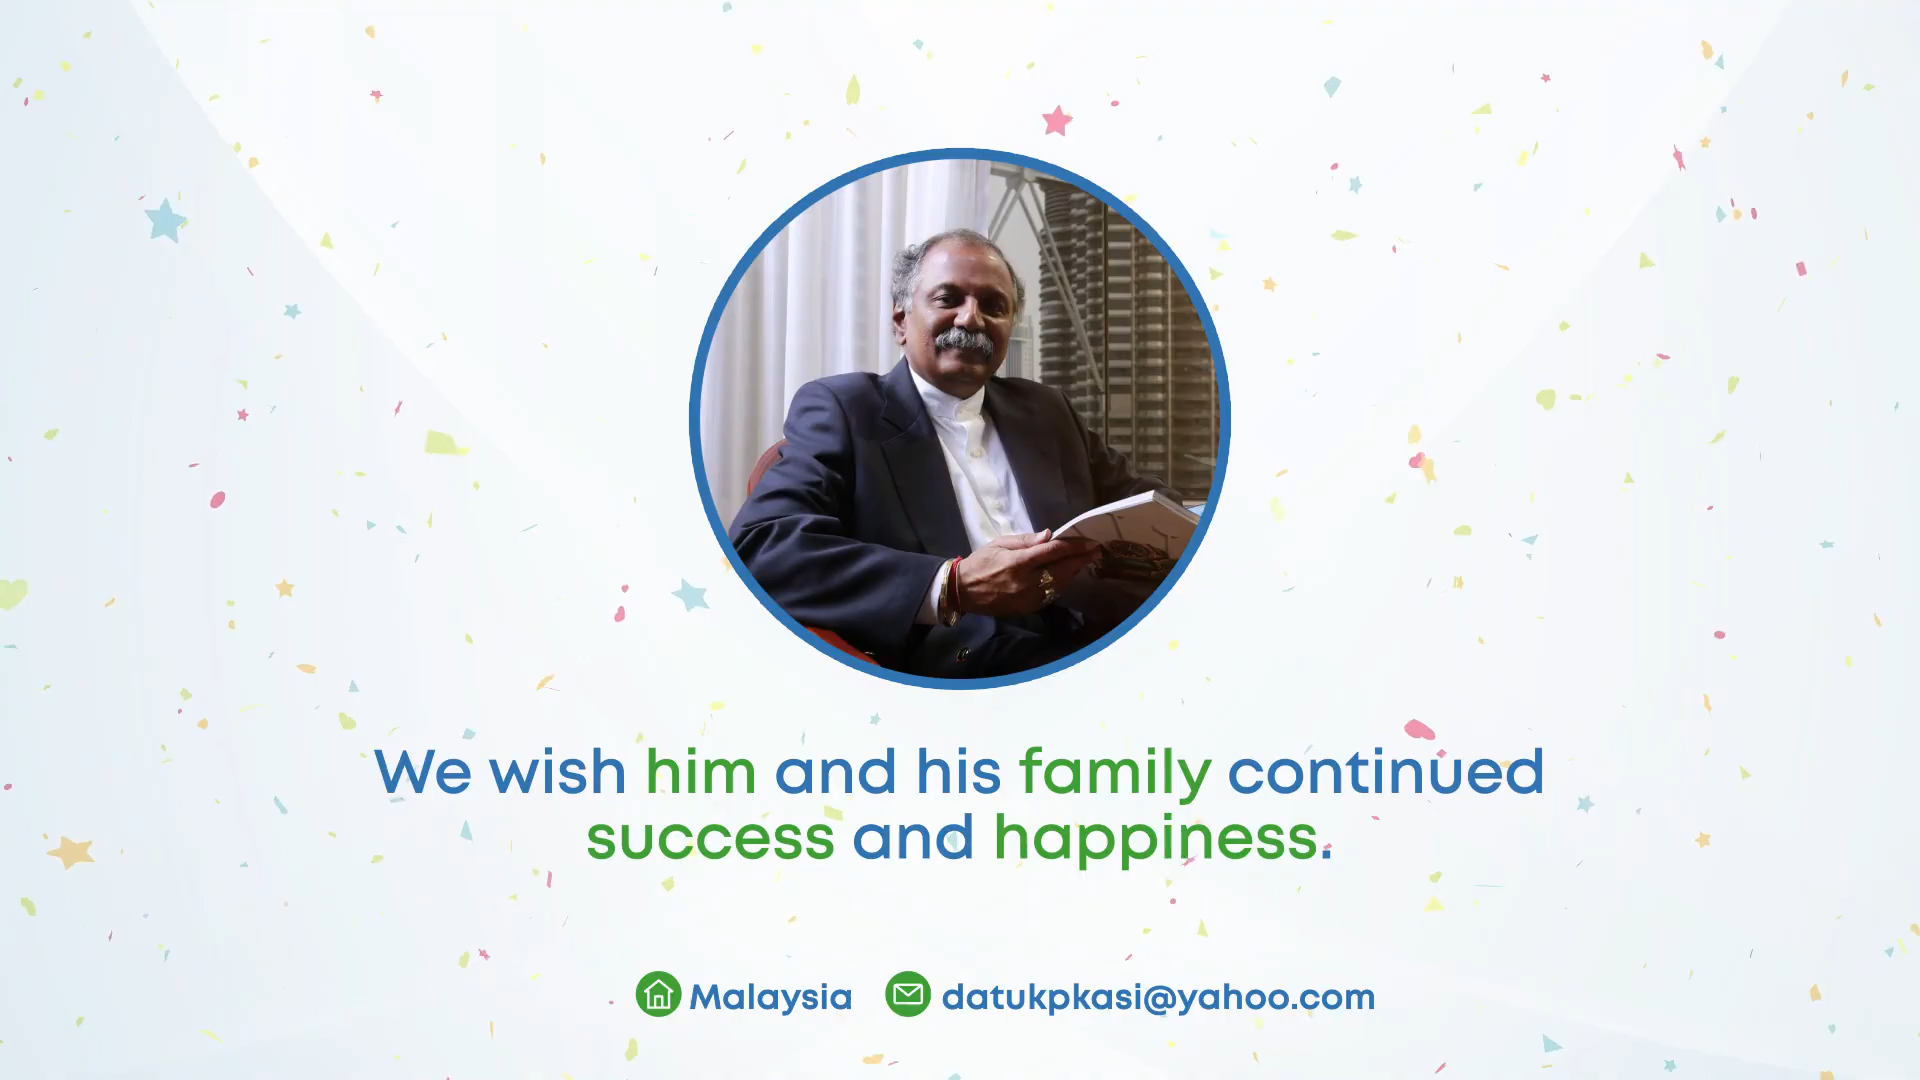 We wish him and his family continued
success and happiness.
Malaysia datukpkasi@yahoo.com